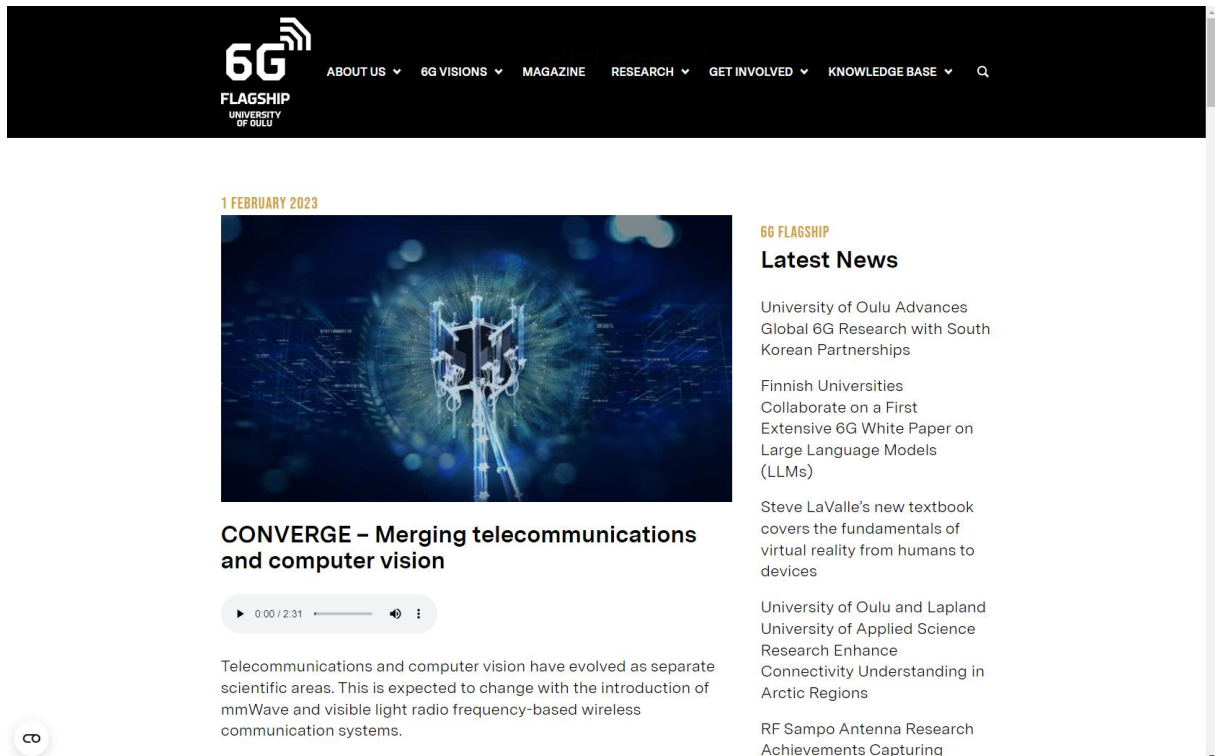 6G
FLAGSHIP
UNIVERSITY
OF OULU
ABOUT US
6G VISIONS
MAGAZINE
RESEARCH
GET INVOLVED
KNOWLEDGE BASE
1 FEBRUARY 2023
CONVERGE – Merging telecommunications
and computer vision
0:00 / 2:31
Telecommunications and computer vision have evolved as separate
scientific areas. This is expected to change with the introduction of
mmWave and visible light radio frequency-based wireless
communication systems.
6G FLAGSHIP
Latest News
University of Oulu Advances
Global 6G Research with South
Korean Partnerships
Finnish Universities
Collaborate on a First
Extensive 6G White Paper on
Large Language Models
(LLMs)
Steve LaValle's new textbook
covers the fundamentals of
virtual reality from humans to
devices
University of Oulu and Lapland
University of Applied Science
Research Enhance
Connectivity Understanding in
Arctic Regions
RF Sampo Antenna Research
Achievements Capturing